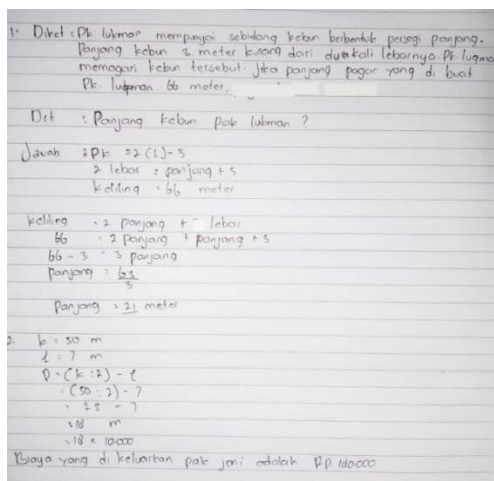 1. Diket : Pk lukman mempunyai sebidang kebun berbentuk persegi panjang.
Panjang kebun 3 meter kurang dari dua kali lebarnya. Pk. luqma
memagari kebun tersebut. Jika panjang pagar yang di buat
Pk. luqman 66 meter.
Dit : Panjang kebun pak lukman ?
Jawab : Pk = 2 (l) - 3
2 lebar = panjang + 3
keliling = 66 meter
keliling = 2 panjang + lebar
66 = 2 panjang + panjang + 3
66 - 3 = 3 panjang
panjang = 63
3
Panjang = 21 meter
2. k = 50 m
l = 7 m
P = (k : 2) - l
= (50 : 2) - 7
= 25 - 7
= 18 m
= 18 x 10.000
Biaya yang di keluarkan pak joni adalah Rp. 180.000